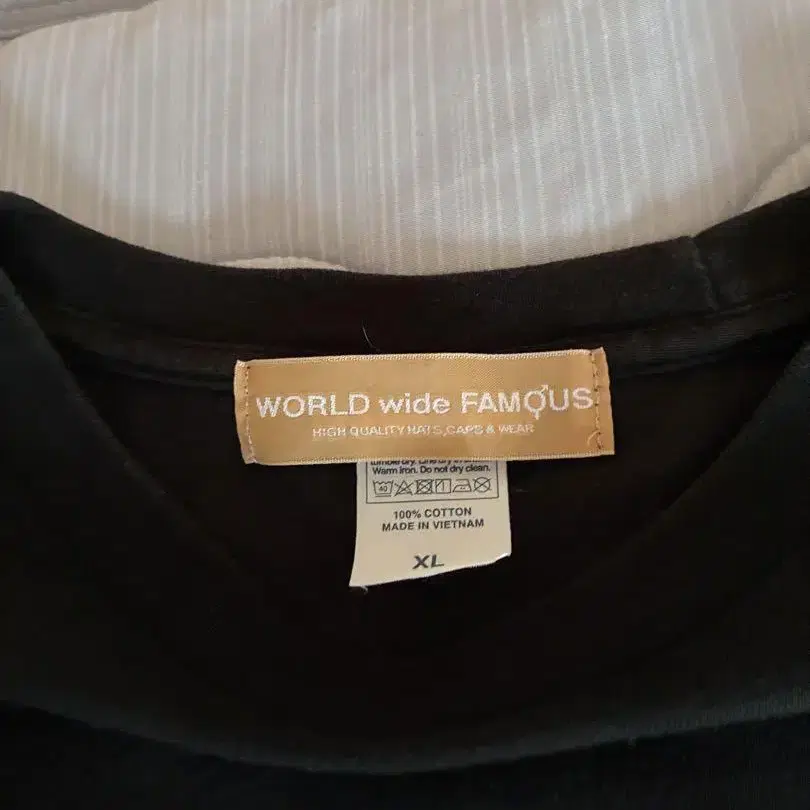 WORLD wide FAMOUS
HIGH QUALITY HATS, CAPS & WEAR
Warm iron. Do not dry clean.
40
100% COTTON
MADE IN VIETNAM
XL